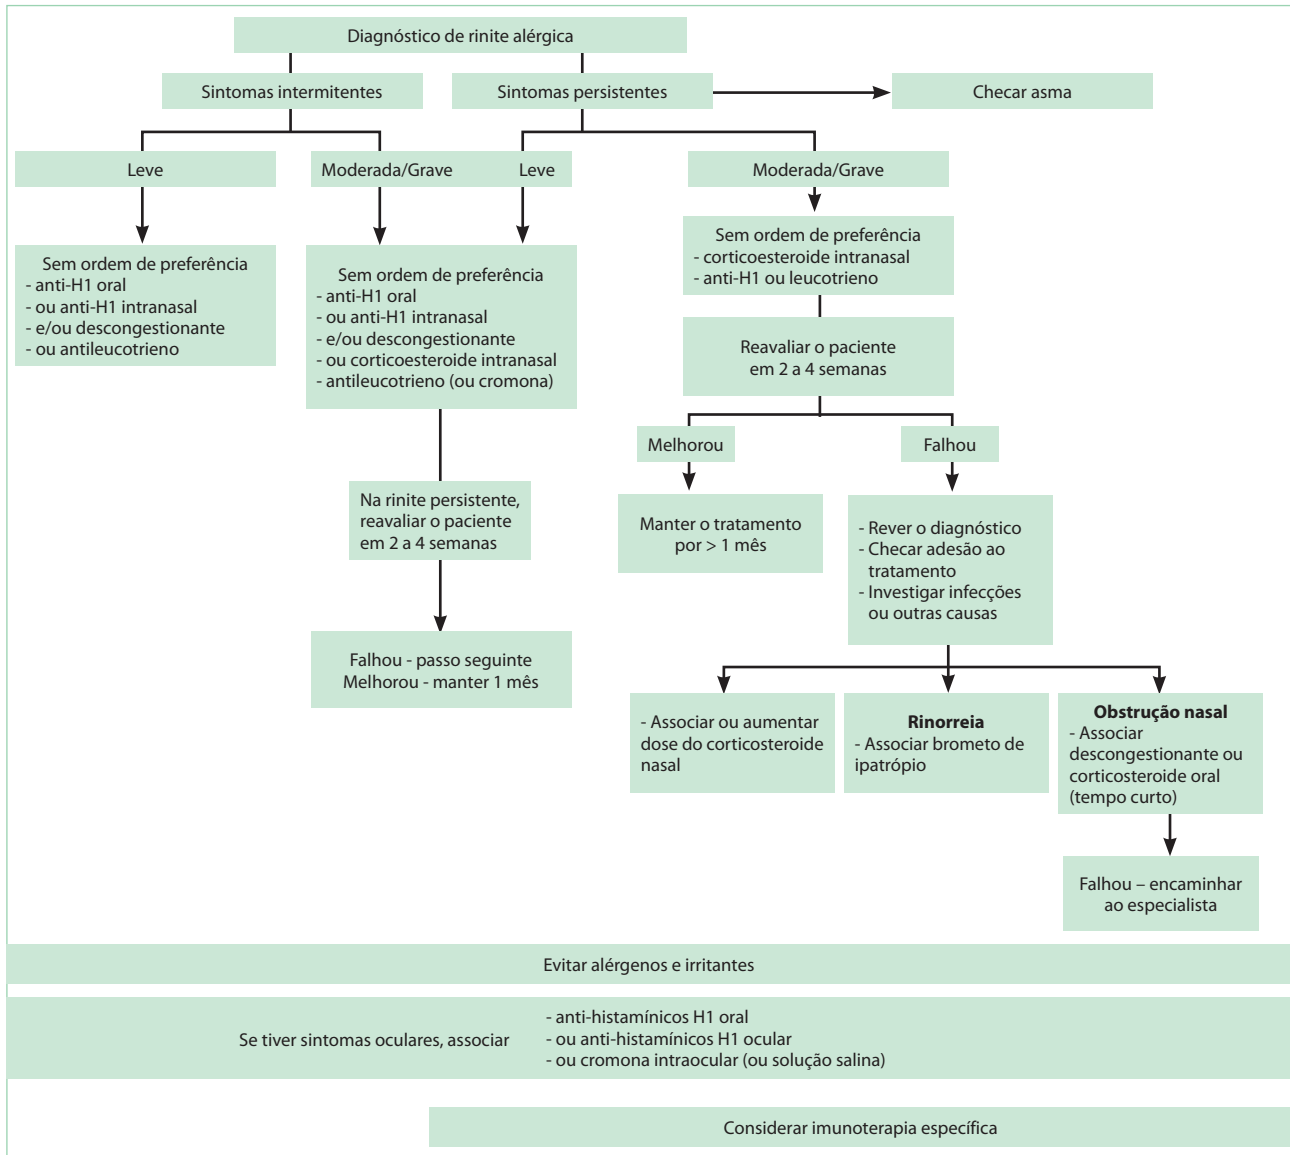 Diagnóstico de rinite alérgica
Sintomas intermitentes
Sintomas persistentes
Checar asma
Leve
Moderada/Grave
Leve
Moderada/Grave
Sem ordem de preferência
- anti-H1 oral
- ou anti-H1 intranasal
- e/ou descongestionante
- ou antileucotrieno
Sem ordem de preferência
- anti-H1 oral
- ou anti-H1 intranasal
- e/ou descongestionante
- ou corticoesteroide intranasal
- antileucotrieno (ou cromona)
Sem ordem de preferência
- corticoesteroide intranasal
- anti-H1 ou leucotrieno
Reavaliar o paciente
em 2 a 4 semanas
Melhorou
Falhou
Na rinite persistente,
reavaliar o paciente
em 2 a 4 semanas
Manter o tratamento
por > 1 mês
- Rever o diagnóstico
- Checar adesão ao
tratamento
- Investigar infecções
ou outras causas
Falhou - passo seguinte
Melhorou - manter 1 mês
- Associar ou aumentar
dose do corticosteroide
nasal
Rinorreia
- Associar brometo de
ipatrópio
Obstrução nasal
- Associar
descongestionante ou
corticosteroide oral
(tempo curto)
Falhou – encaminhar
ao especialista
Evitar alérgenos e irritantes
Se tiver sintomas oculares, associar
- anti-histamínicos H1 oral
- ou anti-histamínicos H1 ocular
- ou cromona intraocular (ou solução salina)
Considerar imunoterapia específica